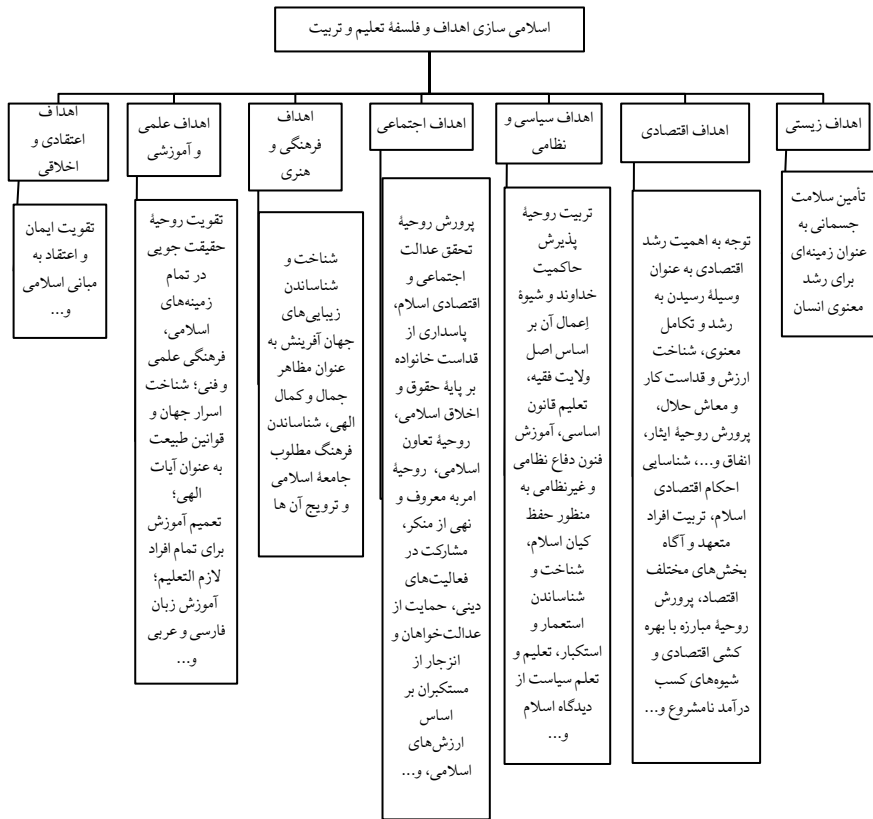 اسلامی سازی اهداف و فلسفهٔ تعلیم و تربیت
اهداف زیستی
تأمین سلامت
جسمانی به
عنوان زمینه‌ای
برای رشد
معنوی انسان
اهداف اقتصادی
توجه به اهمیت رشد
اقتصادی به عنوان
وسیلهٔ رسیدن به
رشد و تکامل
معنوی، شناخت
ارزش و قداست کار
و معاش حلال،
پرورش روحیهٔ ایثار،
انفاق و...، شناسایی
احکام اقتصادی
اسلام، تربیت افراد
متعهد و آگاه
بخش‌های مختلف
اقتصاد، پرورش
روحیهٔ مبارزه با بهره
کشی اقتصادی و
شیوه‌های کسب
درآمد نامشروع و...
اهداف سیاسی و
نظامی
تربیت روحیهٔ
پذیرش
حاکمیت
خداوند و شیوهٔ
اِعمال آن بر
اساس اصل
ولایت فقیه،
تعلیم قانون
اساسی، آموزش
فنون دفاع نظامی
و غیرنظامی به
منظور حفظ
کیان اسلام،
شناخت و
شناساندن
استعمار و
استکبار، تعلیم و
تعلم سیاست از
دیدگاه اسلام
و...
اهداف اجتماعی
پرورش روحیهٔ
تحقق عدالت
اجتماعی و
اقتصادی اسلام،
پاسداری از
قداست خانواده
بر پایهٔ حقوق و
اخلاق اسلامی،
روحیهٔ تعاون
اسلامی، روحیهٔ
امربه معروف و
نهی از منکر،
مشارکت در
فعالیت‌های
دینی، حمایت از
عدالت‌خواهان و
انزجار از
مستکبران بر
اساس
ارزش‌های
اسلامی، و...
اهداف
فرهنگی و
هنری
شناخت و
شناساندن
زیبایی‌های
جهان آفرینش به
عنوان مظاهر
جمال و کمال
الهی، شناساندن
فرهنگ مطلوب
جامعهٔ اسلامی
و ترویج آن ها
اهداف علمی
و آموزشی
تقویت روحیهٔ
حقیقت جویی
در تمام
زمینه‌های
اسلامی،
فرهنگی علمی
و فنی؛ شناخت
اسرار جهان و
قوانین طبیعت
به عنوان آیات
الهی؛
تعمیم آموزش
برای تمام افراد
لازم التعلیم؛
آموزش زبان
فارسی و عربی
و...
اهداف
اعتقادی و
اخلاقی
تقویت ایمان
و اعتقاد به
مبانی اسلامی
و...